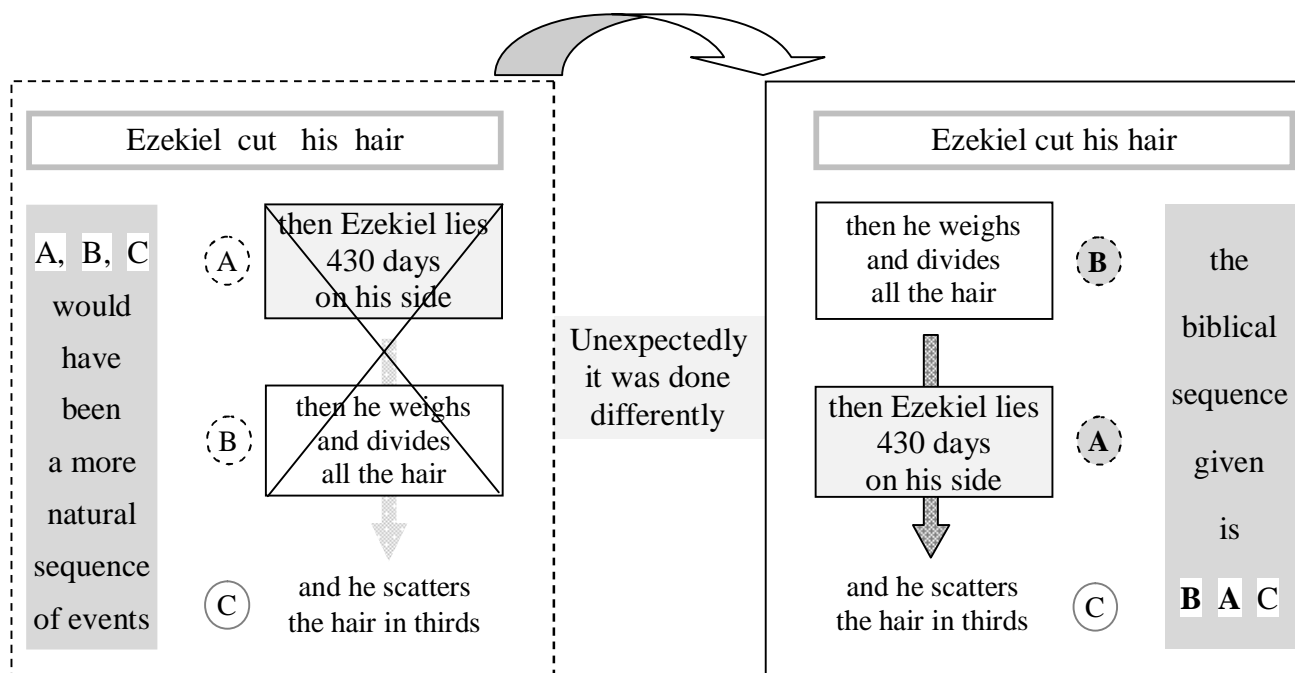 Ezekiel cut his hair
A, B, C
would
have
been
a more
natural
sequence
of events
A
then Ezekiel lies
430 days
on his side
B
then he weighs
and divides
all the hair
C
and he scatters
the hair in thirds
Unexpectedly
it was done
differently
Ezekiel cut his hair
then he weighs
and divides
all the hair
B
then Ezekiel lies
430 days
on his side
A
and he scatters
the hair in thirds
C
the
biblical
sequence
given
is
B A C